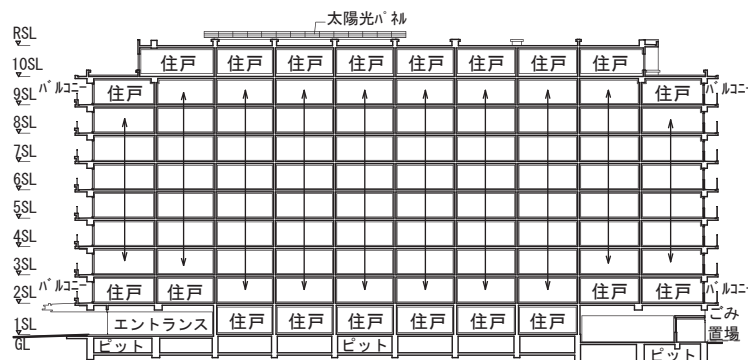 太陽光ﾊﾟﾈﾙ
RSL
10SL 住戸 住戸 住戸 住戸 住戸 住戸 住戸 住戸
9SL ﾊﾞﾙｺﾆｰ 住戸 住戸 ﾊﾞﾙｺﾆｰ
8SL
7SL
6SL
5SL
4SL
3SL
2SL ﾊﾞﾙｺﾆｰ 住戸 住戸 住戸 住戸 ﾊﾞﾙｺﾆｰ
1SL エントランス 住戸 住戸 住戸 住戸 住戸 住戸 ごみ
置場
GL ピット ピット ピット